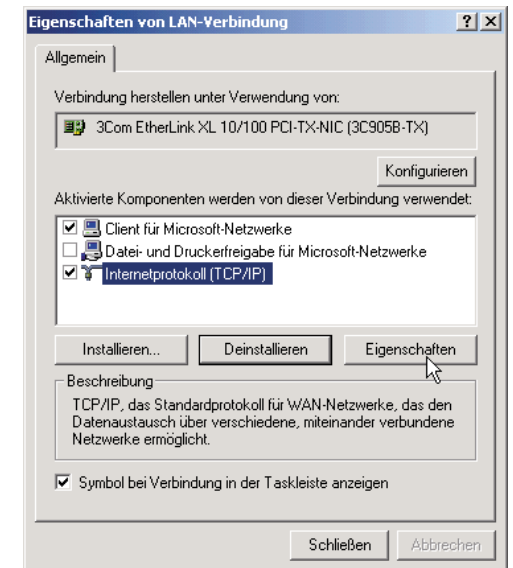 Eigenschaften von LAN-Verbindung
Allgemein
Verbindung herstellen unter Verwendung von:
3Com EtherLink XL 10/100 PCI-TX-NIC (3C905B-TX)
Konfigurieren
Aktivierte Komponenten werden von dieser Verbindung verwendet:
Client für Microsoft-Netzwerke
Datei- und Druckerfreigabe für Microsoft-Netzwerke
Internetprotokoll (TCP/IP)
Installieren... Deinstallieren Eigenschaften
Beschreibung
TCP/IP, das Standardprotokoll für WAN-Netzwerke, das den
Datenaustausch über verschiedene, miteinander verbundene
Netzwerke ermöglicht.
Symbol bei Verbindung in der Taskleiste anzeigen
Schließen Abbrechen